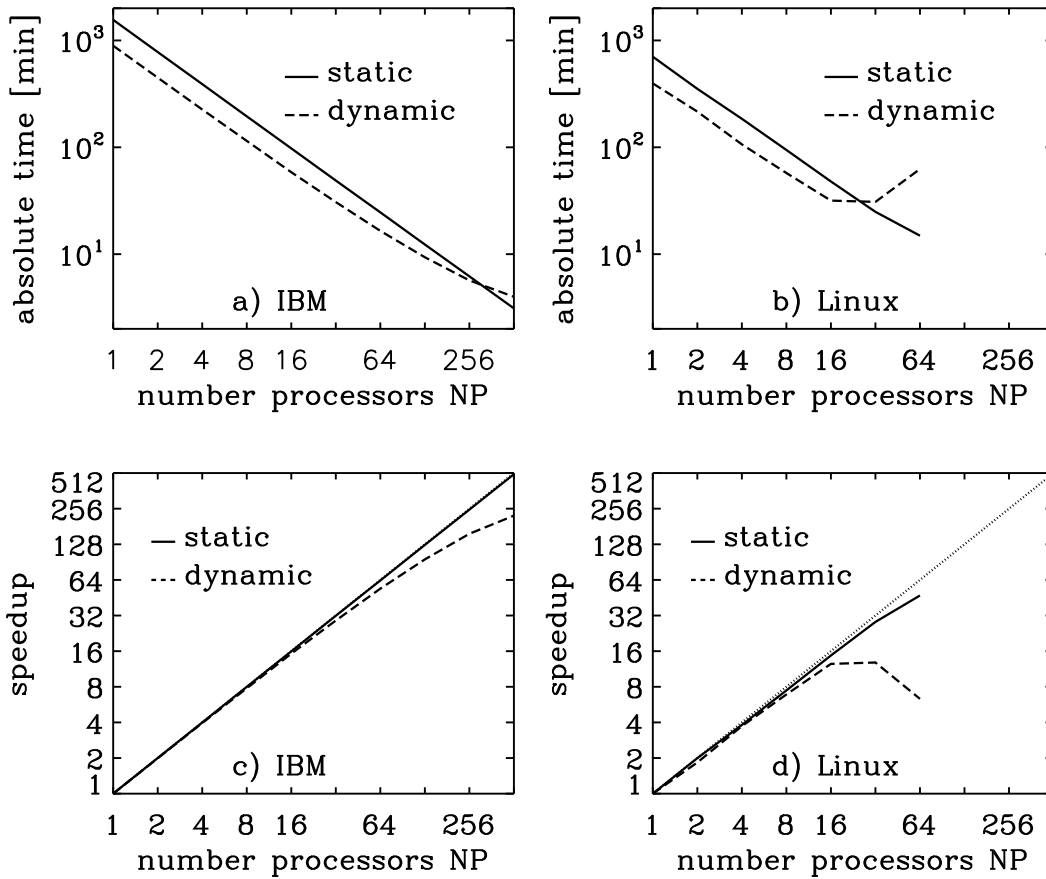 absolute time [min]
10³
10²
10¹
static
dynamic
a) IBM
1 2 4 8 16 64 256
number processors NP
absolute time [min]
10³
10²
10¹
static
dynamic
b) Linux
1 2 4 8 16 64 256
number processors NP
speedup
512
256
128
64
32
16
8
4
2
1
static
dynamic
c) IBM
1 2 4 8 16 64 256
number processors NP
speedup
512
256
128
64
32
16
8
4
2
1
static
dynamic
d) Linux
1 2 4 8 16 64 256
number processors NP